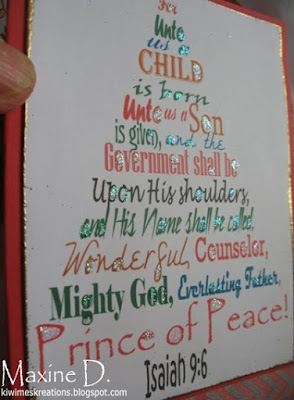 For
Unto
us a
CHILD
is born
Unto us a Son
is given, and the
Government shall be
Upon His shoulders,
and His Name shall be called,
Wonderful, Counselor,
Mighty God, Everlasting Father,
Prince of Peace!
Isaiah 9:6
Maxine D.
kiwimeskreations.blogspot.com